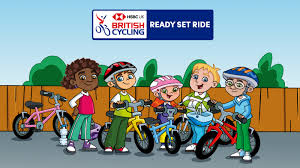 HSBC UK
BRITISH
CYCLING
READY SET RIDE